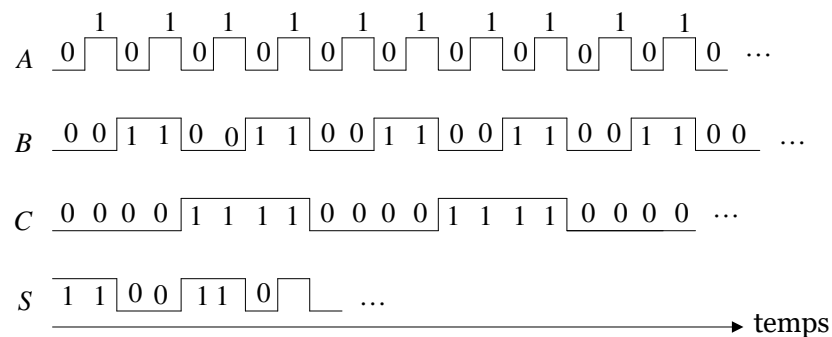 1 1 1 1 1 1 1 1 1 1
A 0 0 0 0 0 0 0 0 0 0 0 …
B 0 0 1 1 0 0 1 1 0 0 1 1 0 0 1 1 0 0 1 1 0 0 …
C 0 0 0 0 1 1 1 1 0 0 0 0 1 1 1 1 0 0 0 0 …
S 1 1 0 0 1 1 0 …
temps